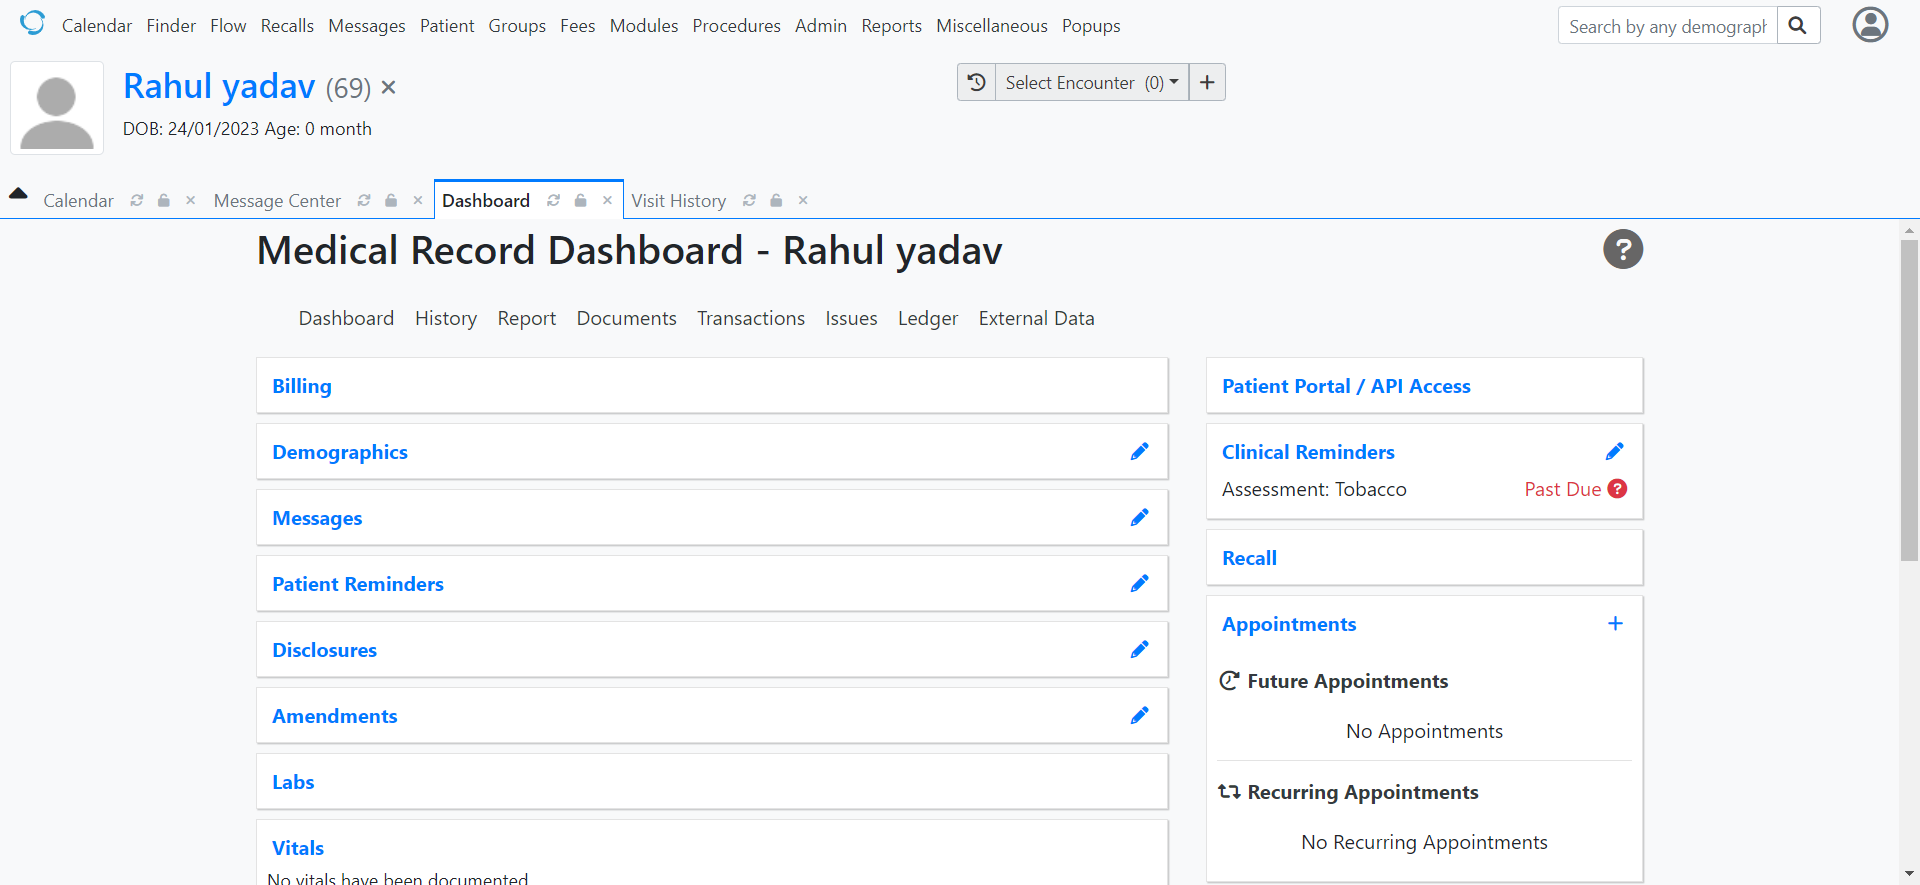 Calendar Finder Flow Recalls Messages Patient Groups Fees Modules Procedures Admin Reports Miscellaneous Popups
Search by any demograph
Rahul yadav (69)
Select Encounter (0)
DOB: 24/01/2023 Age: 0 month
Calendar Message Center Dashboard Visit History
Medical Record Dashboard - Rahul yadav
Dashboard History Report Documents Transactions Issues Ledger External Data
Billing
Demographics
Messages
Patient Reminders
Disclosures
Amendments
Labs
Vitals
No vitals have been documented
Patient Portal / API Access
Clinical Reminders
Assessment: Tobacco Past Due
Recall
Appointments
Future Appointments
No Appointments
Recurring Appointments
No Recurring Appointments